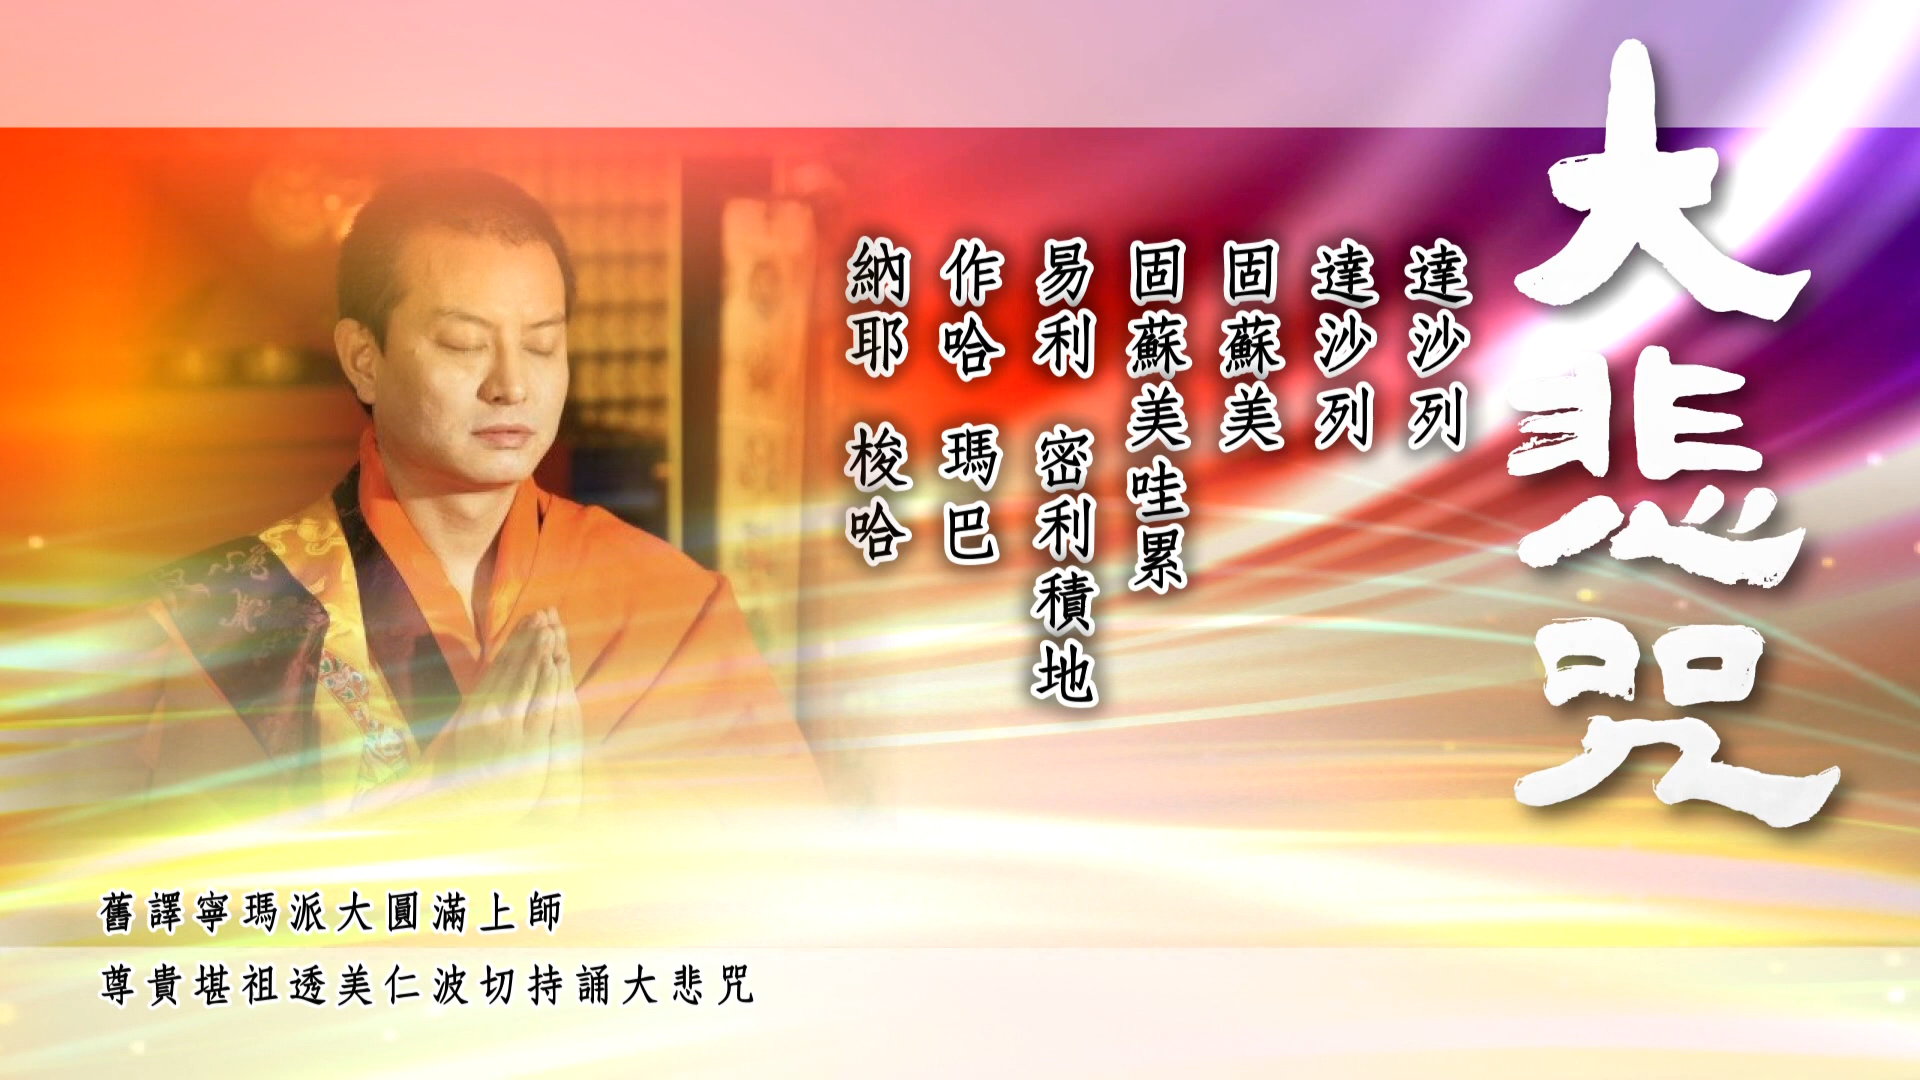 大悲咒
達沙列
達沙列
固蘇美
固蘇美哇累
易利 密利積地
作哈 瑪巴
納耶 梭哈
舊譯寧瑪派大圓滿上師
尊貴堪祖透美仁波切持誦大悲咒